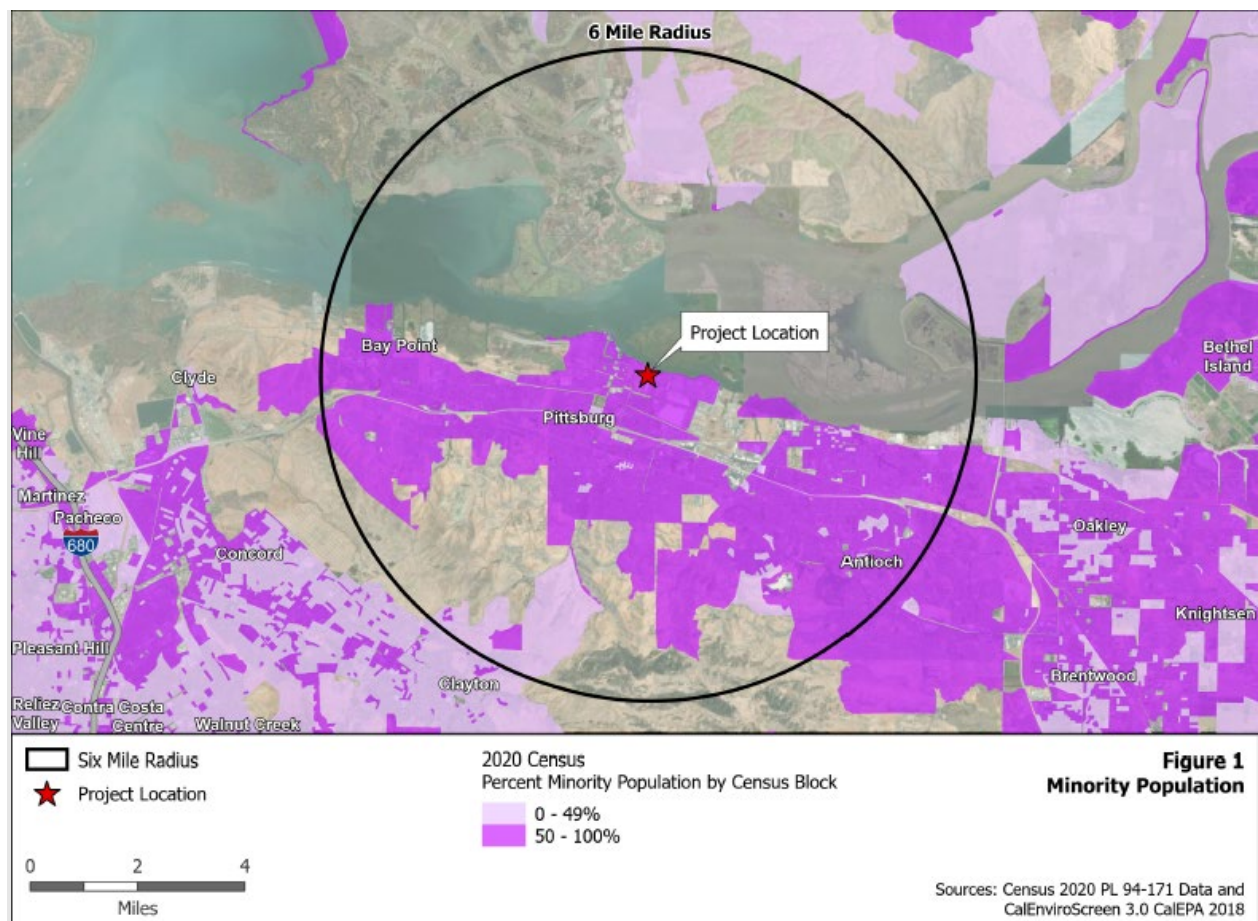 6 Mile Radius
Project Location
Bay Point
Bethel
Island
Clyde
Pittsburg
Vine
Hill
Martinez
Pacheco
680
Concord
Oakley
Antioch
Knightsen
Pleasant Hill
Clayton
Brentwood
Reliez
Valley
Contra Costa
Centre
Walnut Creek
Six Mile Radius
Project Location
0 2 4
Miles
2020 Census
Percent Minority Population by Census Block
0 - 49%
50 - 100%
Figure 1
Minority Population
Sources: Census 2020 PL 94-171 Data and
CalEnviroScreen 3.0 CalEPA 2018